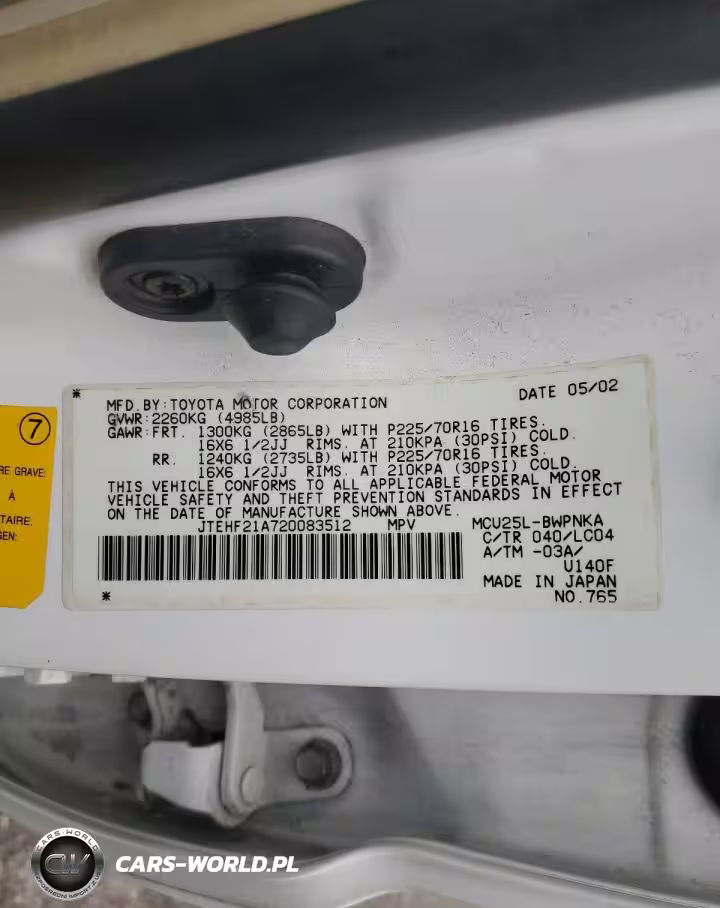 * DATE 05/02
MFD.BY:TOYOTA MOTOR CORPORATION
GVWR:2260KG (4985LB)
GAWR:FRT. 1300KG (2865LB) WITH P225/70R16 TIRES.
16X6 1/2JJ RIMS. AT 210KPA (30PSI) COLD.
RR. 1240KG (2735LB) WITH P225/70R16 TIRES.
16X6 1/2JJ RIMS. AT 210KPA (30PSI) COLD.
THIS VEHICLE CONFORMS TO ALL APPLICABLE FEDERAL MOTOR
VEHICLE SAFETY AND THEFT PREVENTION STANDARDS IN EFFECT
ON THE DATE OF MANUFACTURE SHOWN ABOVE.
JTEHF21A720083512 MPV MCU25L-BWPNKA
C/TR 040/LC04
A/TM -03A/
U140F
MADE IN JAPAN
* NO.765
7
RE GRAVE:
À
TAIRE.
GEN:
CARS-WORLD
CW
CARS-WORLD.PL